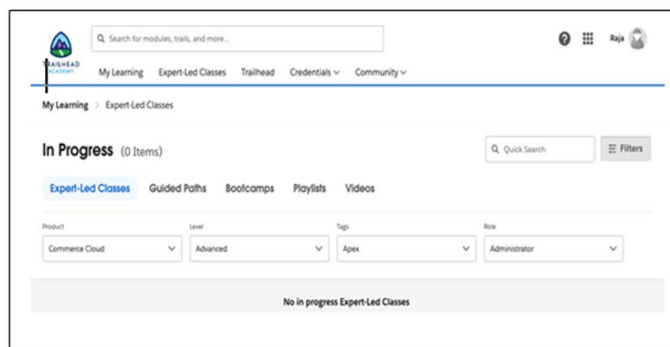 Search for modules, trails, and more...
Raja
TRAILHEAD
ACADEMY
My Learning Expert-Led Classes Trailhead Credentials Community
My Learning > Expert-Led Classes
In Progress (0 Items)
Quick Search
Filters
Expert-Led Classes Guided Paths Bootcamps Playlists Videos
Product Level Tags Role
Commerce Cloud Advanced Apex Administrator
No in progress Expert-Led Classes